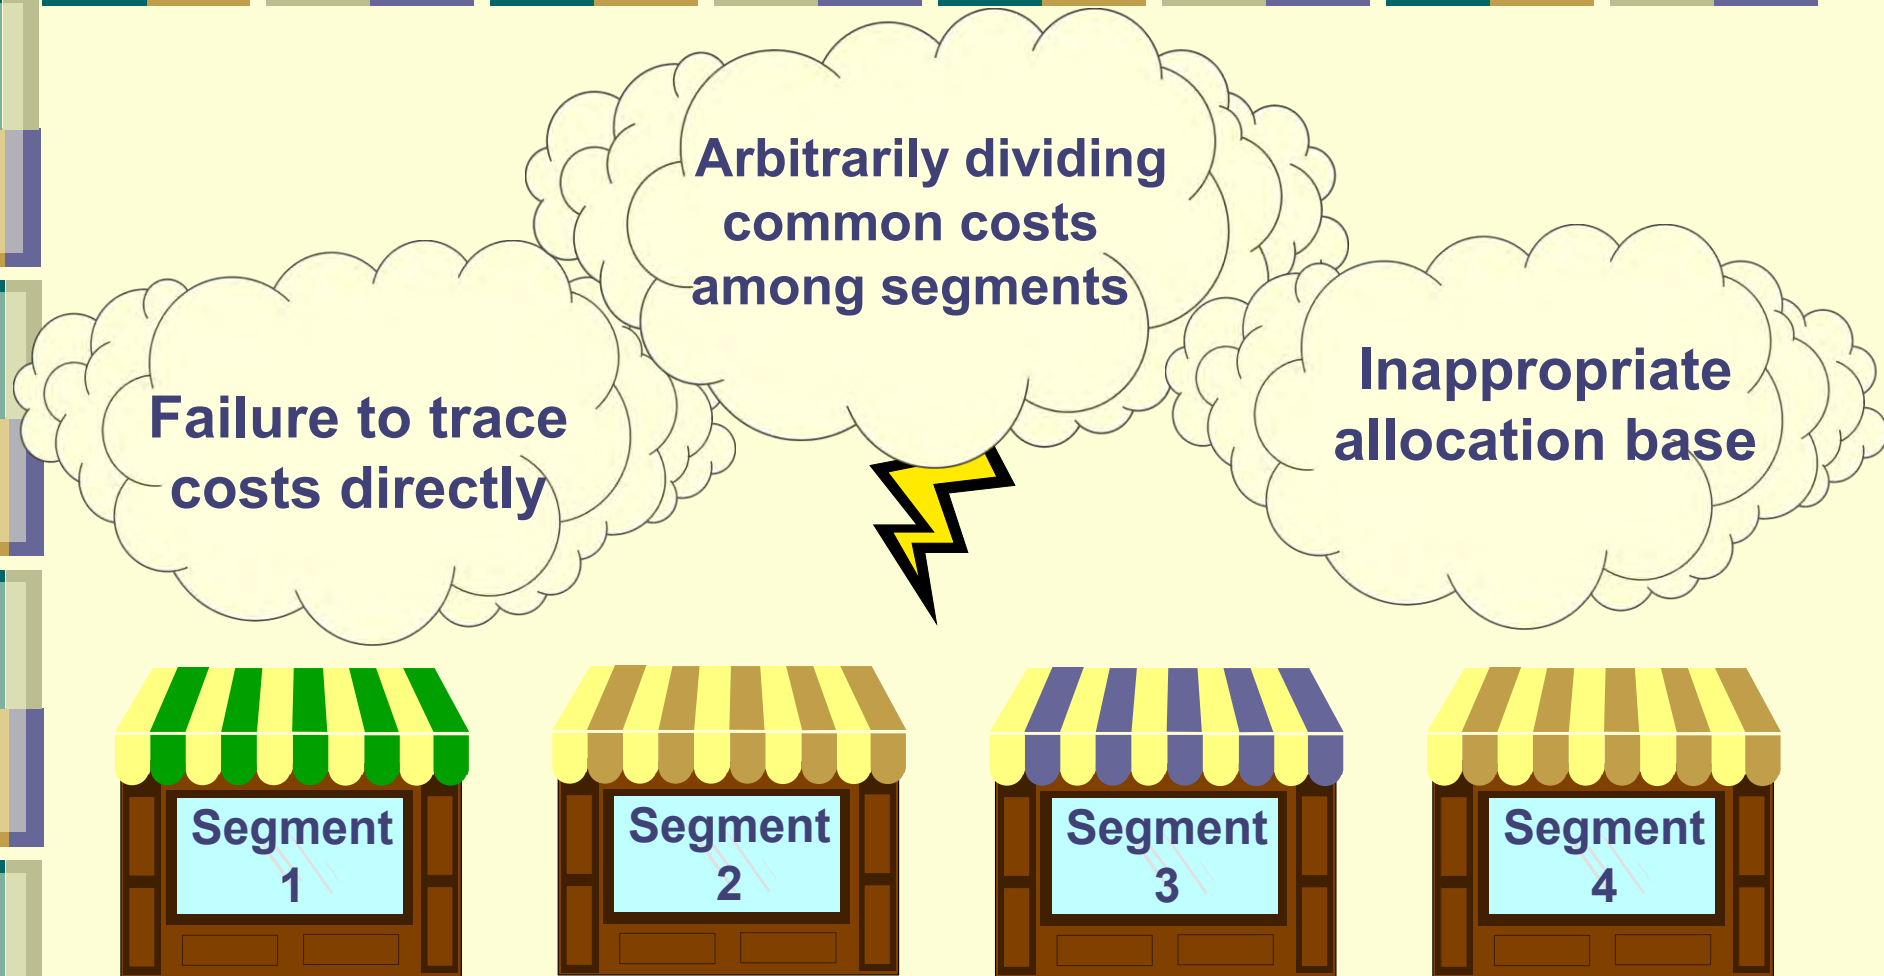 Arbitrarily dividing
common costs
among segments
Failure to trace
costs directly
Inappropriate
allocation base
Segment
1
Segment
2
Segment
3
Segment
4